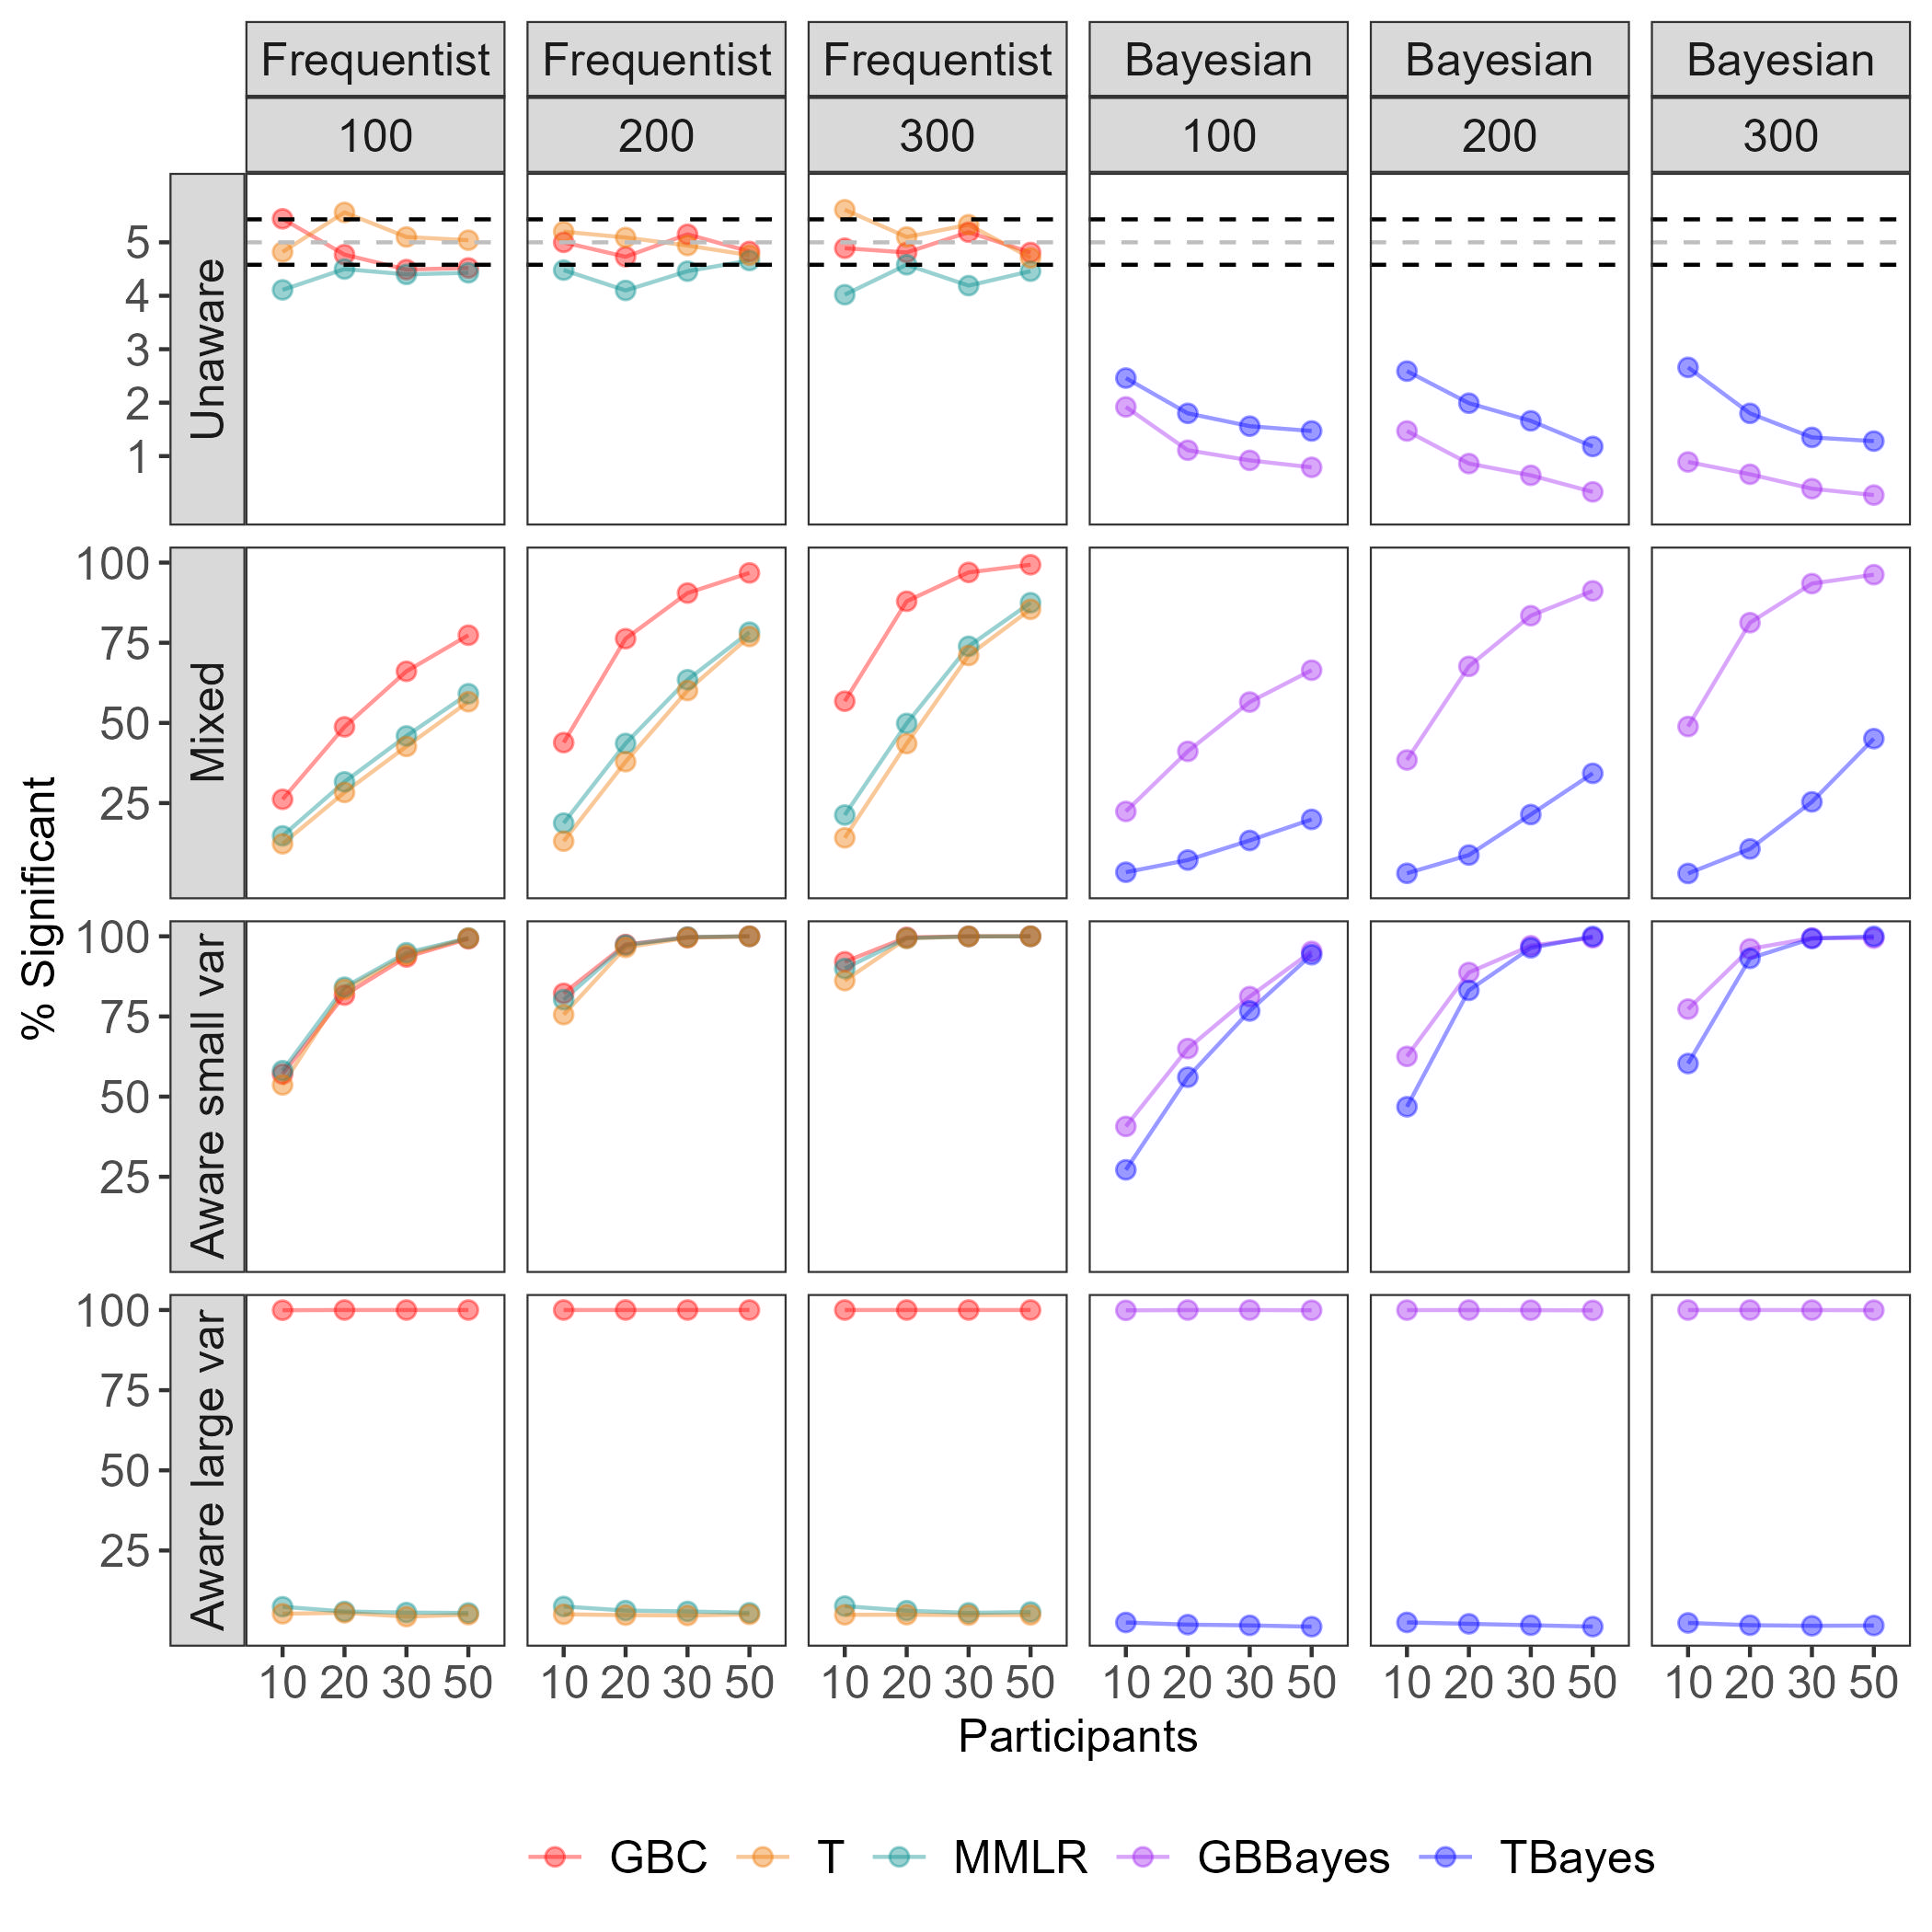 Frequentist Frequentist Frequentist Bayesian Bayesian Bayesian
100 200 300 100 200 300
Unaware
5
4
3
2
1
Mixed
100
75
50
25
% Significant
Aware small var
100
75
50
25
Aware large var
100
75
50
25
10 20 30 50 10 20 30 50 10 20 30 50 10 20 30 50 10 20 30 50 10 20 30 50
Participants
GBC T MMLR GBBayes TBayes